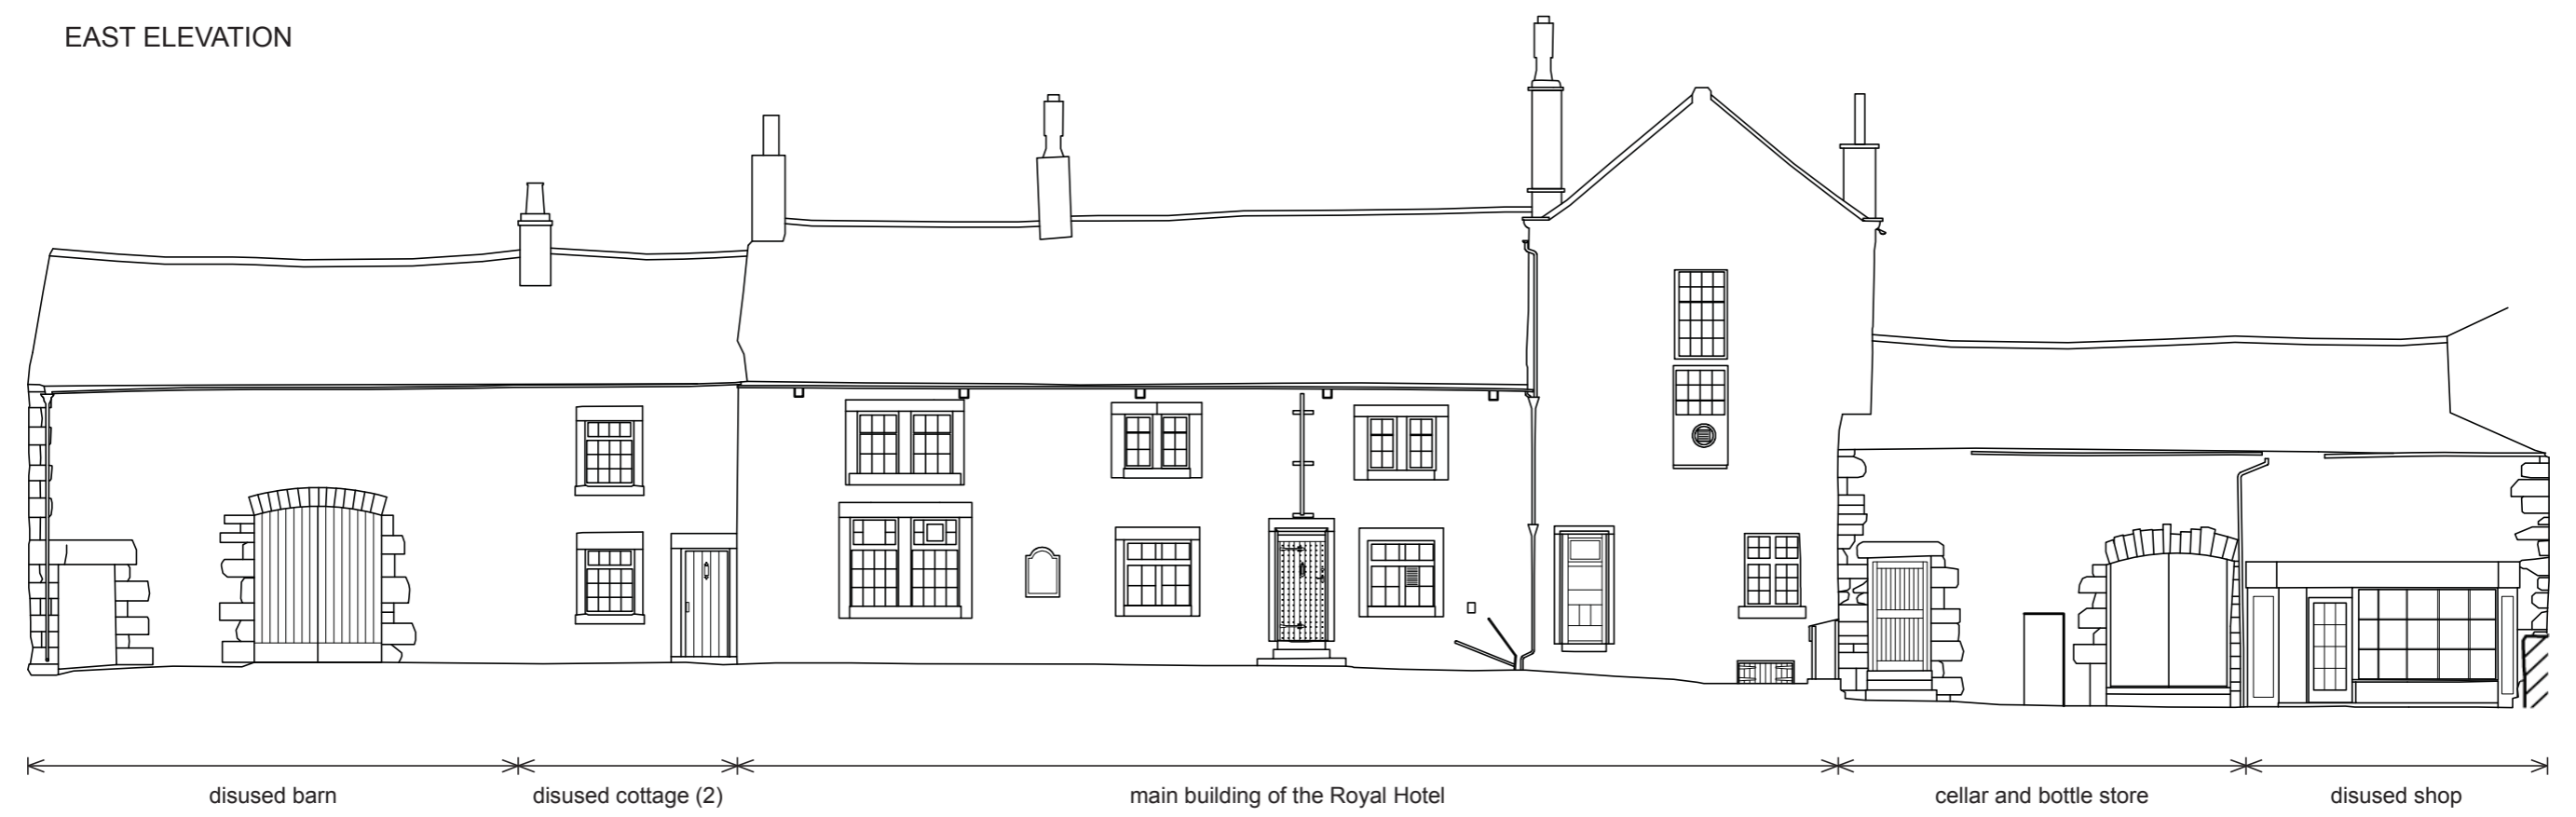 EAST ELEVATION
disused barn
disused cottage (2)
main building of the Royal Hotel
cellar and bottle store
disused shop